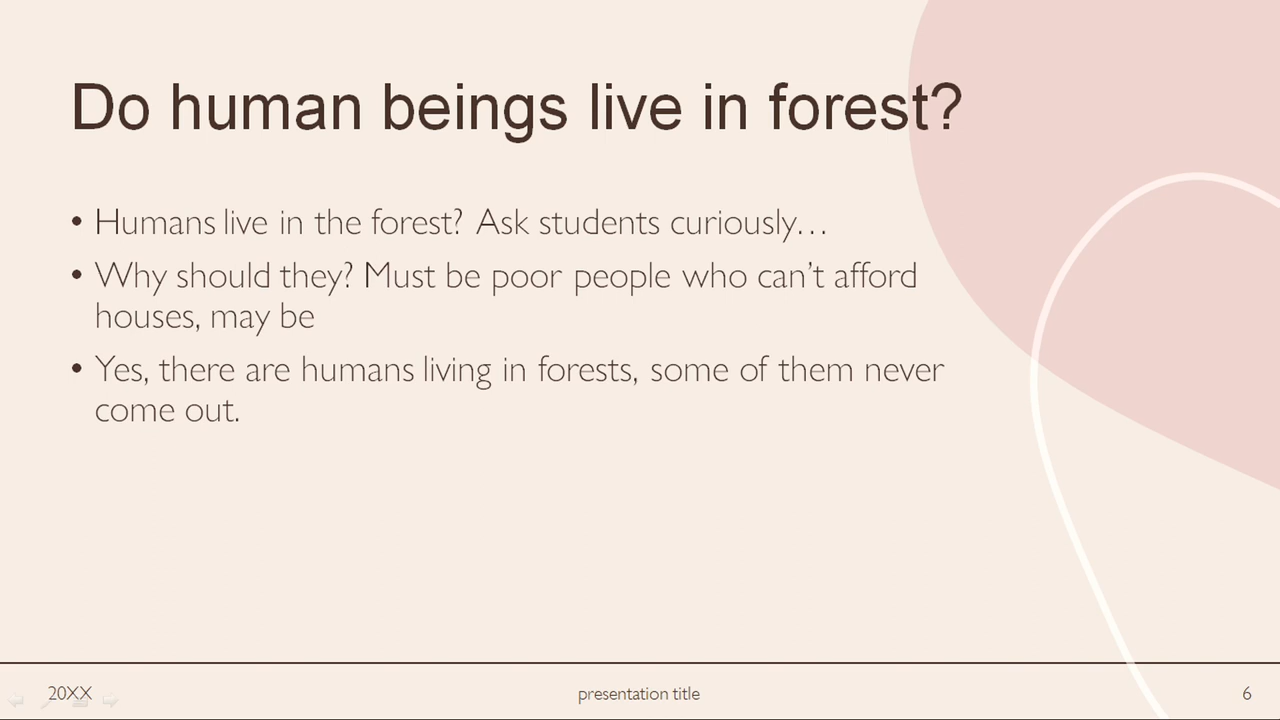 Do human beings live in forest?
• Humans live in the forest? Ask students curiously…
• Why should they? Must be poor people who can’t afford
houses, may be
• Yes, there are humans living in forests, some of them never
come out.
20XX
presentation title
6